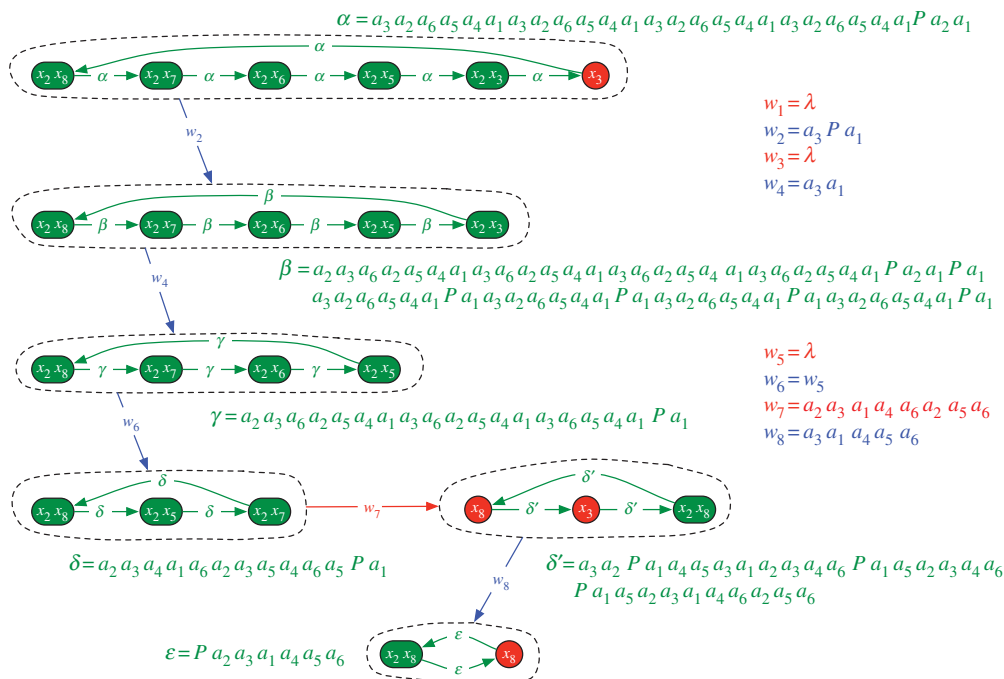 α = a₃ a₂ a₆ a₅ a₄ a₁ a₃ a₂ a₆ a₅ a₄ a₁ a₃ a₂ a₆ a₅ a₄ a₁ a₃ a₂ a₆ a₅ a₄ a₁ P a₂ a₁
α
x₂ x₈ α x₂ x₇ α x₂ x₆ α x₂ x₅ α x₂ x₃ α x₃
w₁ = λ
w₂ = a₃ P a₁
w₃ = λ
w₄ = a₃ a₁
w₂
β
x₂ x₈ β x₂ x₇ β x₂ x₆ β x₂ x₅ β x₂ x₃
β = a₂ a₃ a₆ a₂ a₅ a₄ a₁ a₃ a₆ a₂ a₅ a₄ a₁ a₃ a₆ a₂ a₅ a₄ a₁ a₃ a₆ a₂ a₅ a₄ a₁ P a₂ a₁ P a₁
a₃ a₂ a₆ a₅ a₄ a₁ P a₁ a₃ a₂ a₆ a₅ a₄ a₁ P a₁ a₃ a₂ a₆ a₅ a₄ a₁ P a₁ a₃ a₂ a₆ a₅ a₄ a₁ P a₁
w₄
γ
x₂ x₈ γ x₂ x₇ γ x₂ x₆ γ x₂ x₅
w₅ = λ
w₆ = w₅
w₇ = a₂ a₃ a₁ a₄ a₆ a₂ a₅ a₆
w₈ = a₃ a₁ a₄ a₅ a₆
γ = a₂ a₃ a₆ a₂ a₅ a₄ a₁ a₃ a₆ a₂ a₅ a₄ a₁ a₃ a₆ a₅ a₄ a₁ P a₁
w₆
δ
x₂ x₈ δ x₂ x₅ δ x₂ x₇
w₇
δ′
x₈ δ′ x₃ δ′ x₂ x₈
δ = a₂ a₃ a₄ a₁ a₆ a₂ a₃ a₅ a₄ a₆ a₅ P a₁
w₈
δ′ = a₃ a₂ P a₁ a₄ a₅ a₃ a₁ a₂ a₃ a₄ a₆ P a₁ a₅ a₂ a₃ a₄ a₆
P a₁ a₅ a₂ a₃ a₁ a₄ a₆ a₂ a₅ a₆
ε = P a₂ a₃ a₁ a₄ a₅ a₆
ε
x₂ x₈ x₈
ε